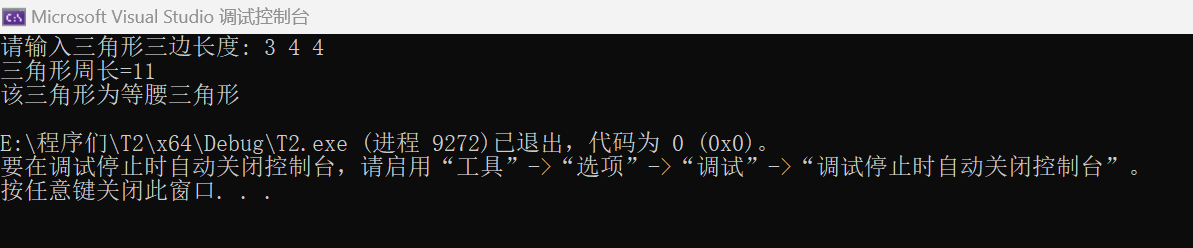 Microsoft Visual Studio 调试控制台
请输入三角形三边长度: 3 4 4
三角形周长=11
该三角形为等腰三角形
E:\程序们\T2\x64\Debug\T2.exe (进程 9272)已退出，代码为 0 (0x0)。
要在调试停止时自动关闭控制台，请启用“工具”->“选项”->“调试”->“调试停止时自动关闭控制台”。
按任意键关闭此窗口. . .